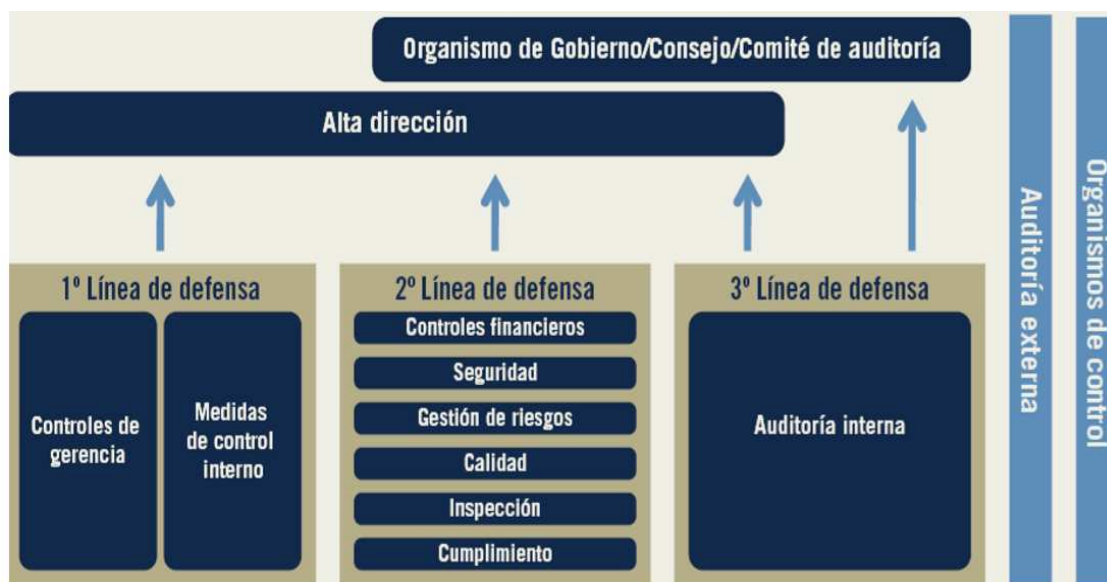 Organismo de Gobierno/Consejo/Comité de auditoría
Alta dirección
1º Línea de defensa
Controles de
gerencia
Medidas
de control
interno
2º Línea de defensa
Controles financieros
Seguridad
Gestión de riesgos
Calidad
Inspección
Cumplimiento
3º Línea de defensa
Auditoría interna
Auditoría externa
Organismos de control